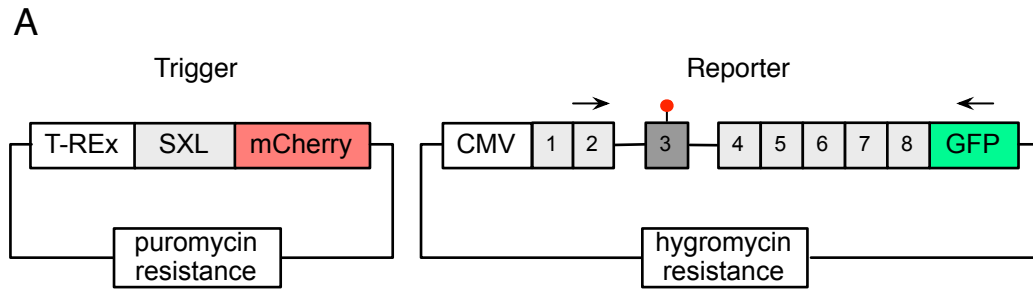 A
Trigger
Reporter
T-REx SXL mCherry
CMV 1 2 3 4 5 6 7 8 GFP
puromycin
resistance
hygromycin
resistance